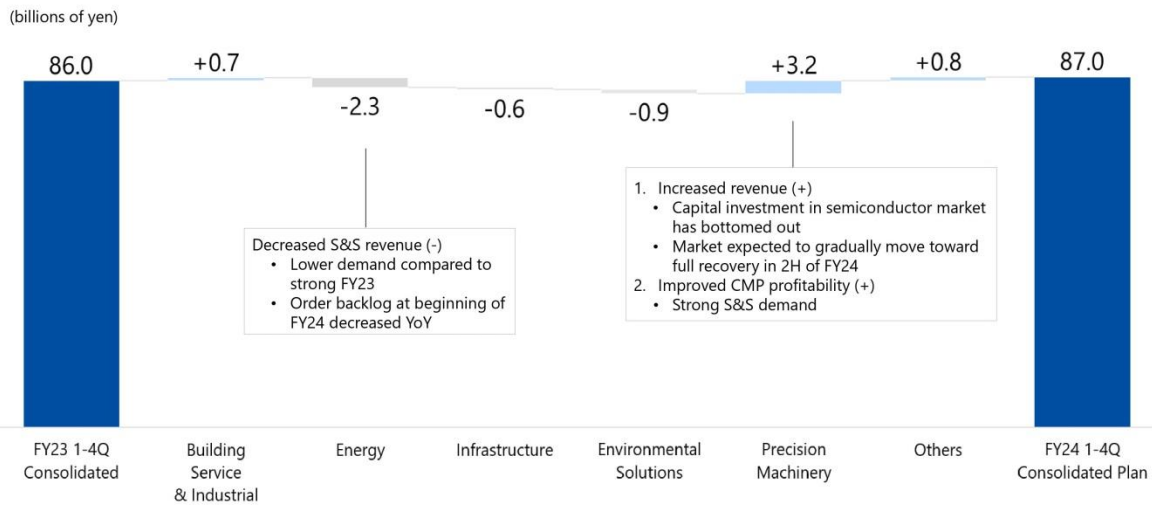 (billions of yen)
86.0
+0.7
-2.3
-0.6
-0.9
+3.2
+0.8
87.0
Decreased S&S revenue (-)
• Lower demand compared to
strong FY23
• Order backlog at beginning of
FY24 decreased YoY
1. Increased revenue (+)
• Capital investment in semiconductor market
has bottomed out
• Market expected to gradually move toward
full recovery in 2H of FY24
2. Improved CMP profitability (+)
• Strong S&S demand
FY23 1-4Q
Consolidated
Building
Service
& Industrial
Energy
Infrastructure
Environmental
Solutions
Precision
Machinery
Others
FY24 1-4Q
Consolidated Plan